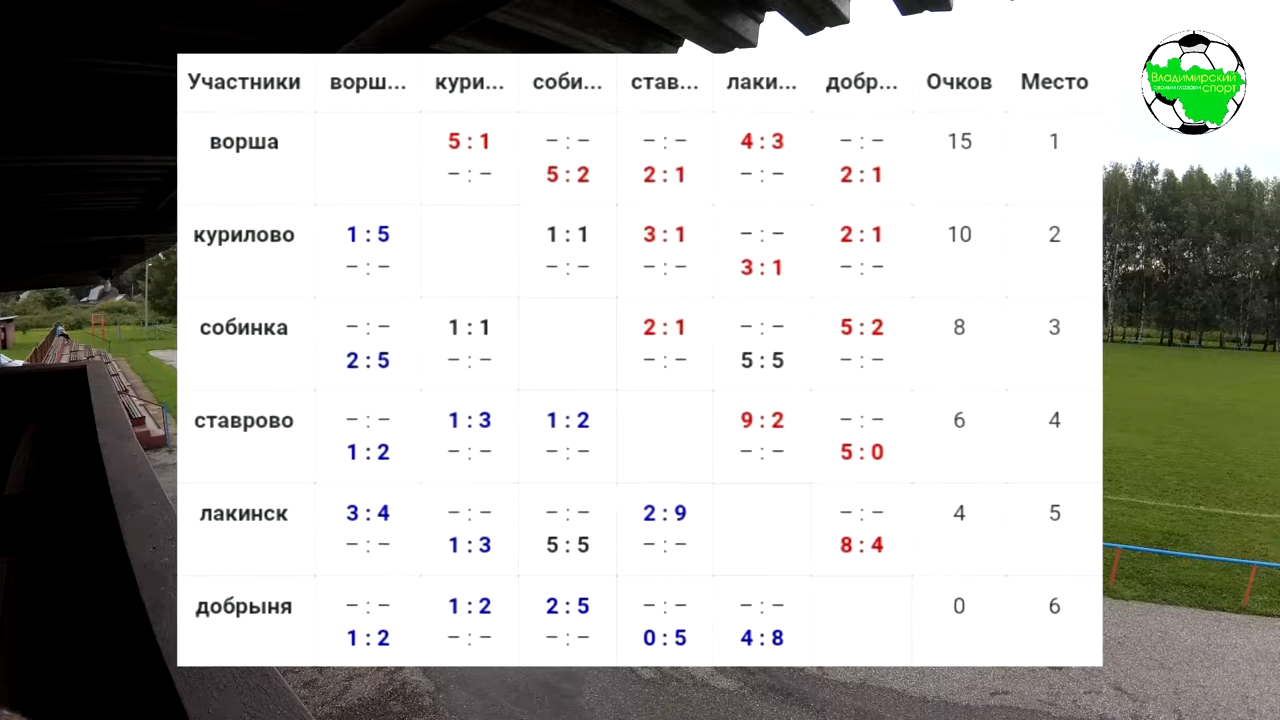 Участники ворш... кури... соби... став... лаки... добр... Очков Место
ворша 5 : 1 – : – – : – 4 : 3 – : – 15 1
– : – 5 : 2 2 : 1 – : – 2 : 1
курилово 1 : 5 1 : 1 3 : 1 – : – 2 : 1 10 2
– : – – : – – : – 3 : 1 – : –
собинка – : – 1 : 1 2 : 1 – : – 5 : 2 8 3
2 : 5 – : – – : – 5 : 5 – : –
ставрово – : – 1 : 3 1 : 2 9 : 2 – : – 6 4
1 : 2 – : – – : – – : – 5 : 0
лакинск 3 : 4 – : – – : – 2 : 9 – : – 4 5
– : – 1 : 3 5 : 5 – : – 8 : 4
добрыня – : – 1 : 2 2 : 5 – : – – : – 0 6
1 : 2 – : – – : – 0 : 5 4 : 8
Владимирский
своими глазами спорт